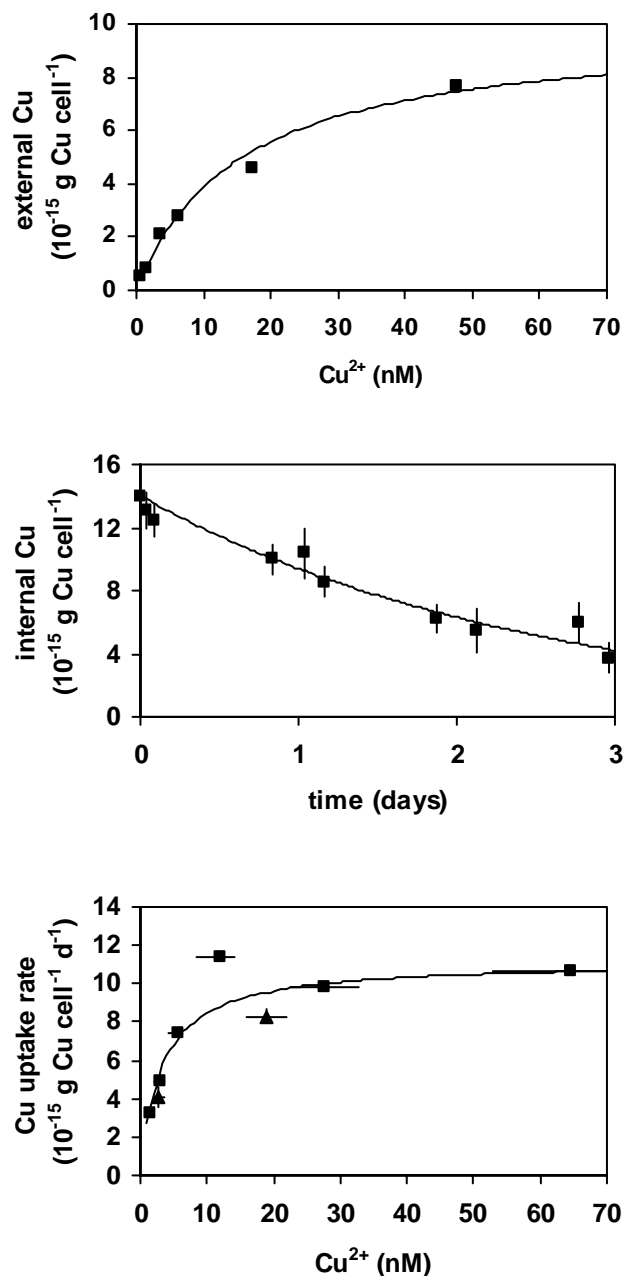 external Cu
(10⁻¹⁵ g Cu cell⁻¹)
10
8
6
4
2
0
0 10 20 30 40 50 60 70
Cu²⁺ (nM)
internal Cu
(10⁻¹⁵ g Cu cell⁻¹)
16
12
8
4
0
0 1 2 3
time (days)
Cu uptake rate
(10⁻¹⁵ g Cu cell⁻¹ d⁻¹)
14
12
10
8
6
4
2
0
0 10 20 30 40 50 60 70
Cu²⁺ (nM)